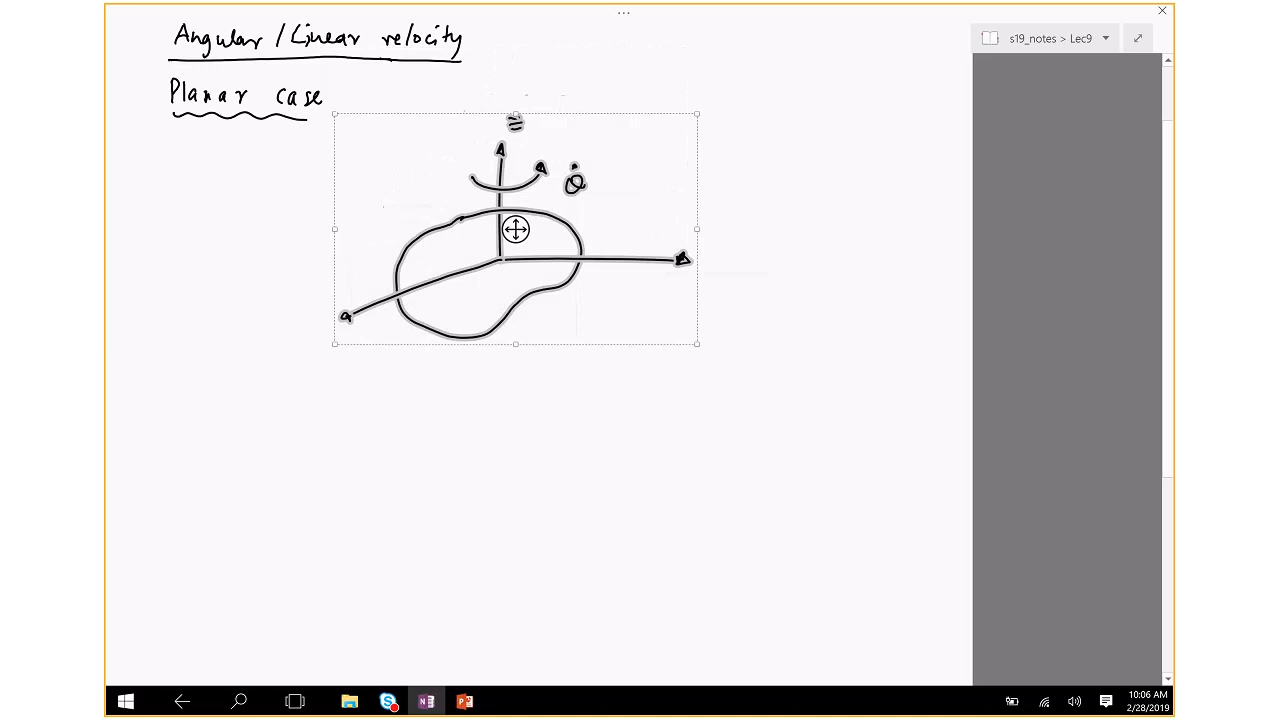 Angular / Linear velocity
s19_notes > Lec9
Planar case
θ̇
10:06 AM
2/28/2019